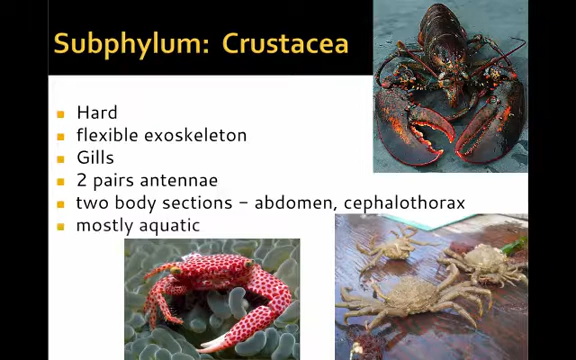 Subphylum: Crustacea
Hard
flexible exoskeleton
Gills
2 pairs antennae
two body sections - abdomen, cephalothorax
mostly aquatic